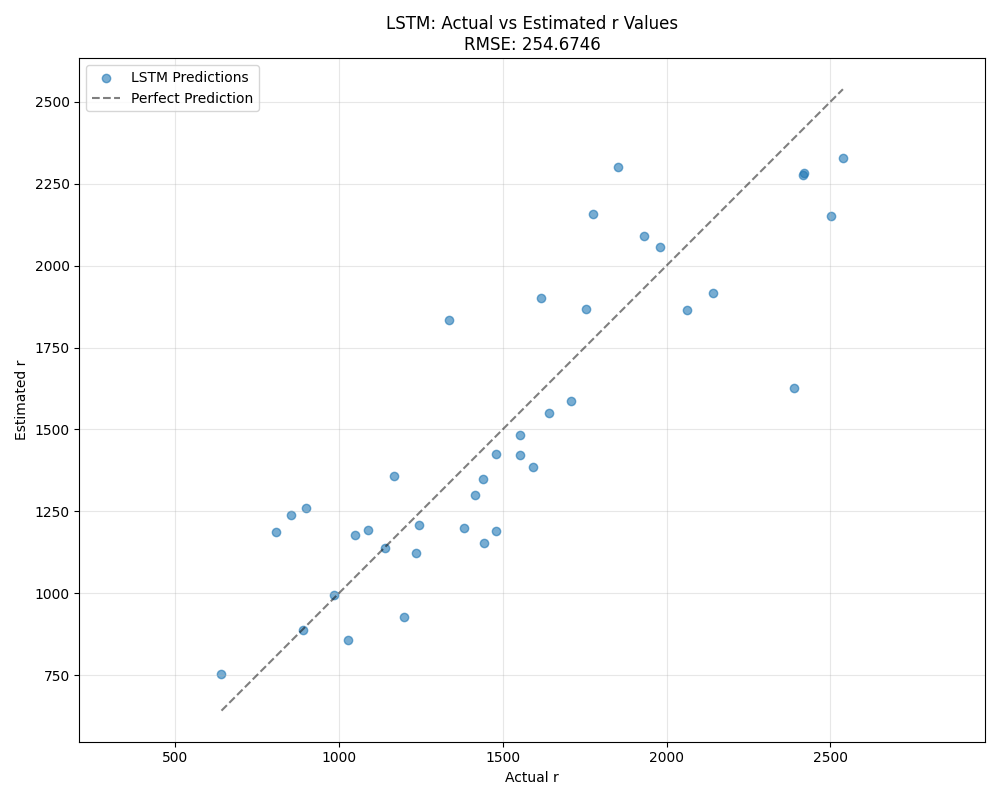 LSTM: Actual vs Estimated r Values
RMSE: 254.6746
LSTM Predictions
Perfect Prediction
2500
2250
2000
1750
1500
1250
1000
750
Estimated r
500
1000
1500
2000
2500
Actual r